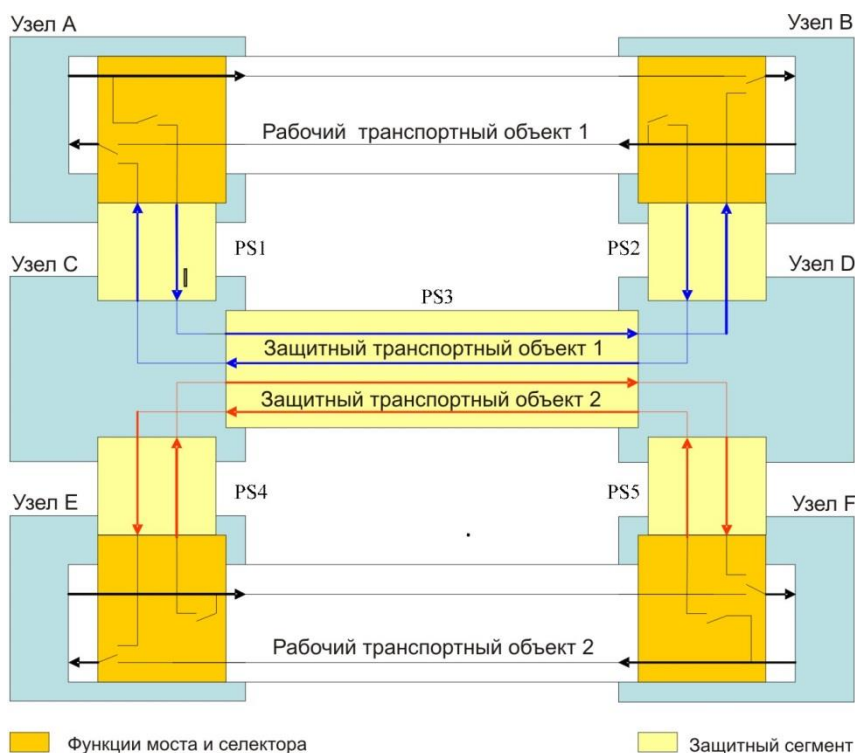 Узел A
Узел B
Рабочий транспортный объект 1
PS1
PS2
Узел C
Узел D
PS3
Защитный транспортный объект 1
Защитный транспортный объект 2
PS4
PS5
Узел E
Узел F
Рабочий транспортный объект 2
Функции моста и селектора
Защитный сегмент